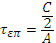 τεπ = C/2/A